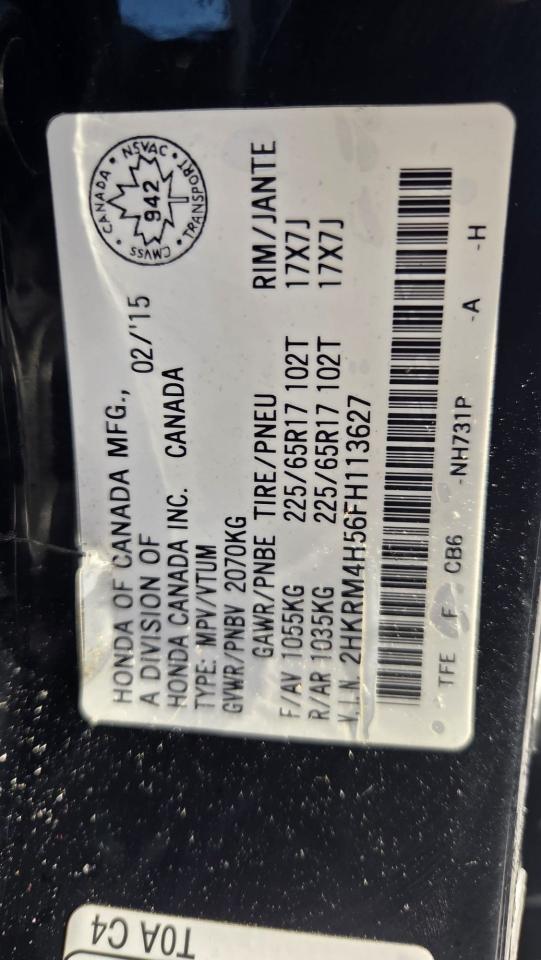 HONDA OF CANADA MFG., 02/'15
A DIVISION OF
HONDA CANADA INC. CANADA
TYPE: MPV/VTUM
GVWR/PNBV 2070KG
GAWR/PNBE TIRE/PNEU RIM/JANTE
F/AV 1055KG 225/65R17 102T 17X7J
R/AR 1035KG 225/65R17 102T 17X7J
V.I.N. 2HKRM4H56FH113627
TFE F CB6 -NH731P -A -H
CANADA • NSVAC • TRANSPORT • CMVSS •
942
T0A C4